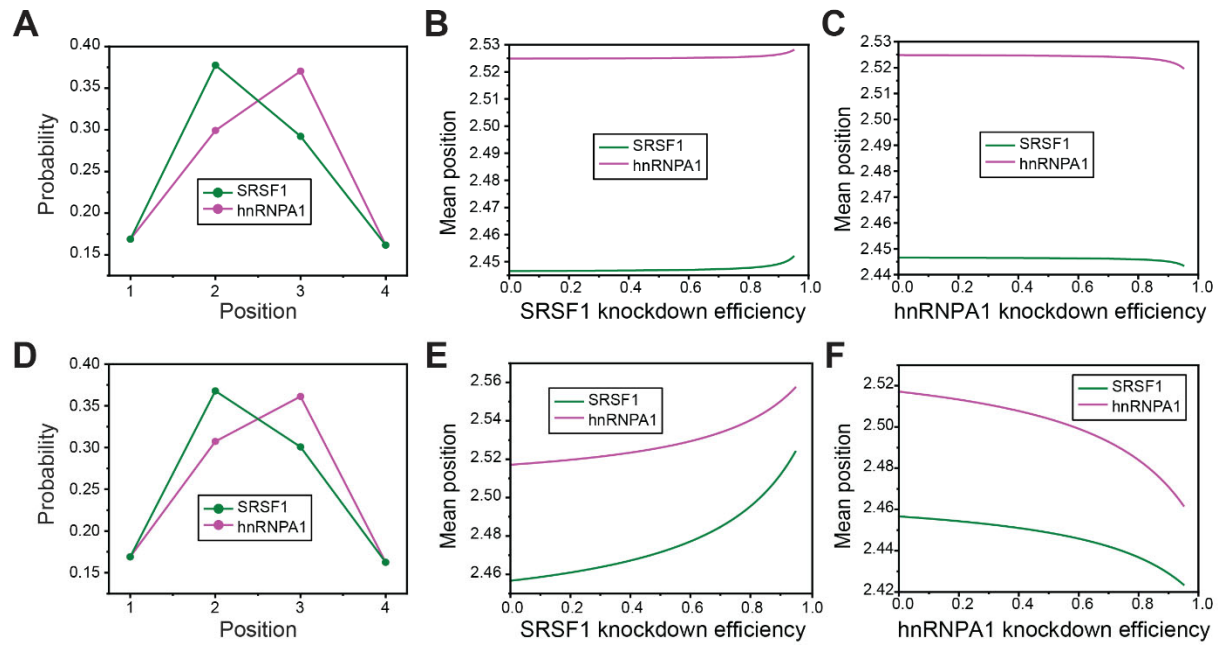 A
Probability
0.40
0.35
0.30
0.25
0.20
0.15
SRSF1
hnRNPA1
1 2 3 4
Position
B
Mean position
2.53
2.52
2.51
2.50
2.49
2.48
2.47
2.46
2.45
SRSF1
hnRNPA1
0.0 0.2 0.4 0.6 0.8 1.0
SRSF1 knockdown efficiency
C
Mean position
2.53
2.52
2.51
2.50
2.49
2.48
2.47
2.46
2.45
2.44
SRSF1
hnRNPA1
0.0 0.2 0.4 0.6 0.8 1.0
hnRNPA1 knockdown efficiency
D
Probability
0.40
0.35
0.30
0.25
0.20
0.15
SRSF1
hnRNPA1
1 2 3 4
Position
E
Mean position
2.56
2.54
2.52
2.50
2.48
2.46
SRSF1
hnRNPA1
0.0 0.2 0.4 0.6 0.8 1.0
SRSF1 knockdown efficiency
F
Mean position
2.52
2.50
2.48
2.46
2.44
2.42
SRSF1
hnRNPA1
0.0 0.2 0.4 0.6 0.8 1.0
hnRNPA1 knockdown efficiency